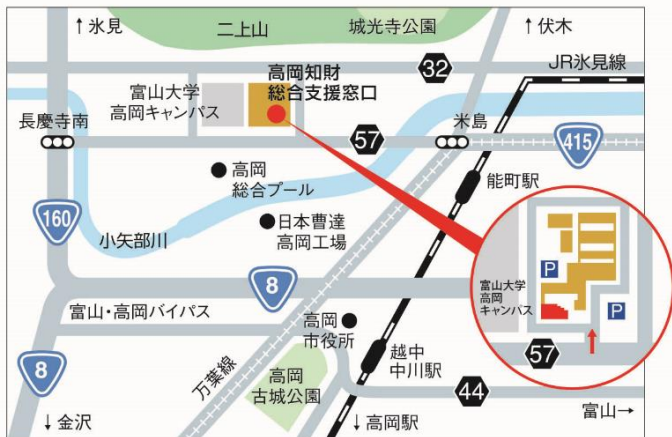 ↑氷見
二上山
城光寺公園
↑伏木
32
JR氷見線
高岡知財
総合支援窓口
富山大学
高岡キャンパス
長慶寺南
57
米島
415
高岡
総合プール
能町駅
160
小矢部川
日本曹達
高岡工場
8
富山・高岡バイパス
富山大学
高岡
キャンパス
P
P
57
高岡
市役所
越中
中川駅
万葉線
8
高岡
古城公園
44
↓金沢
↓高岡駅
富山→